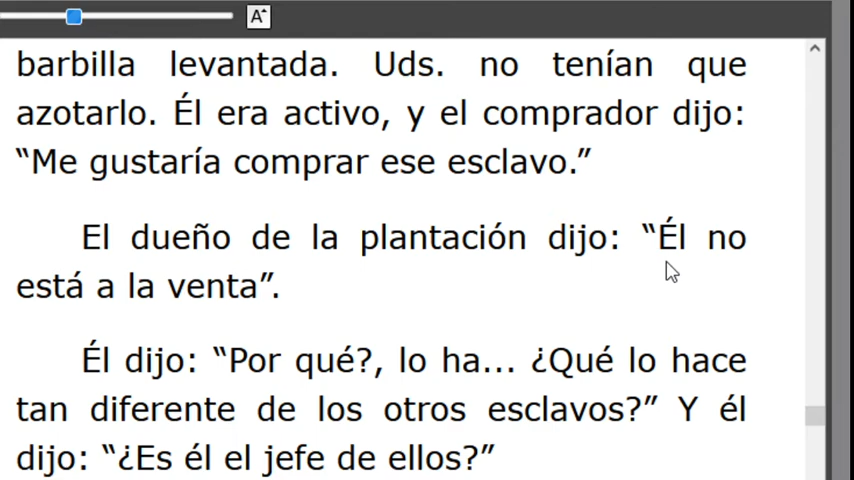 A
barbilla levantada. Uds. no tenían que
azotarlo. Él era activo, y el comprador dijo:
“Me gustaría comprar ese esclavo.”
El dueño de la plantación dijo: “Él no
está a la venta”.
Él dijo: “Por qué?, lo ha... ¿Qué lo hace
tan diferente de los otros esclavos?” Y él
dijo: “¿Es él el jefe de ellos?”